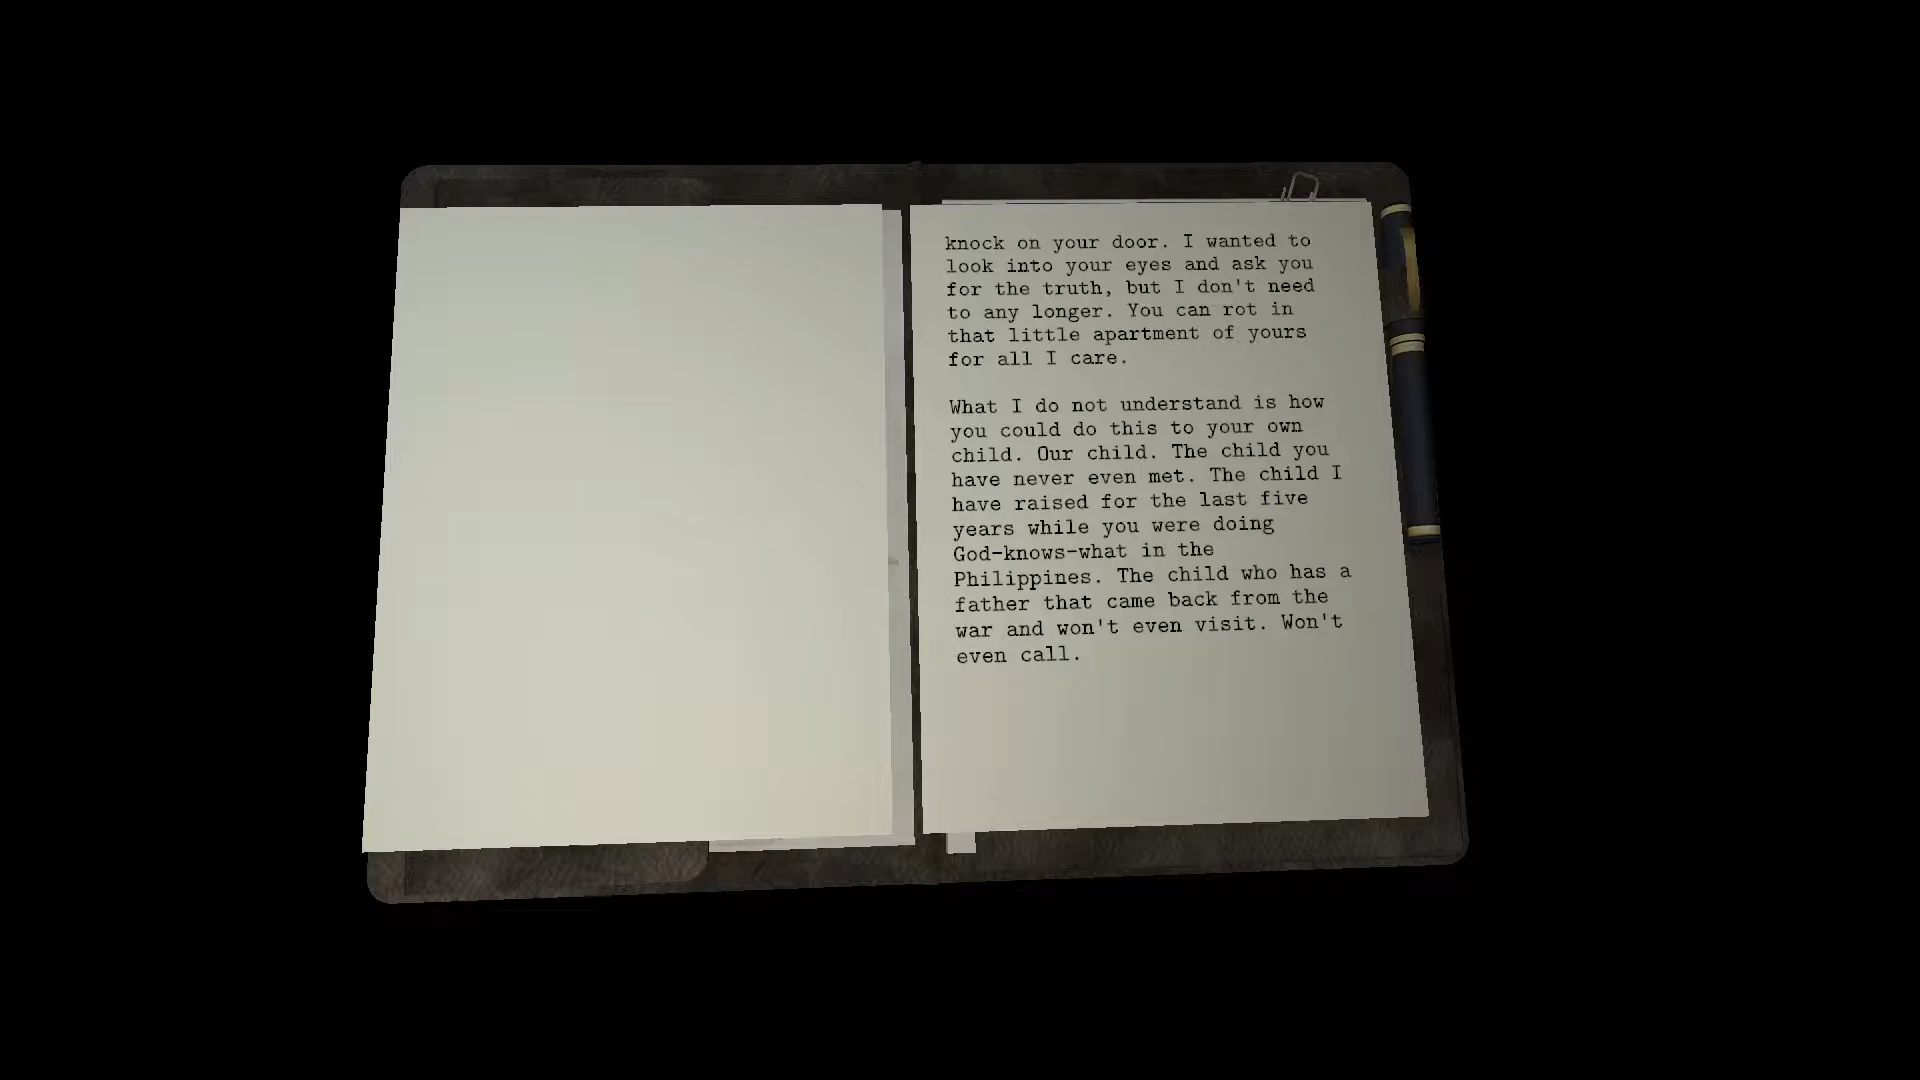 knock on your door. I wanted to
look into your eyes and ask you
for the truth, but I don't need
to any longer. You can rot in
that little apartment of yours
for all I care.
What I do not understand is how
you could do this to your own
child. Our child. The child you
have never even met. The child I
have raised for the last five
years while you were doing
God-knows-what in the
Philippines. The child who has a
father that came back from the
war and won't even visit. Won't
even call.